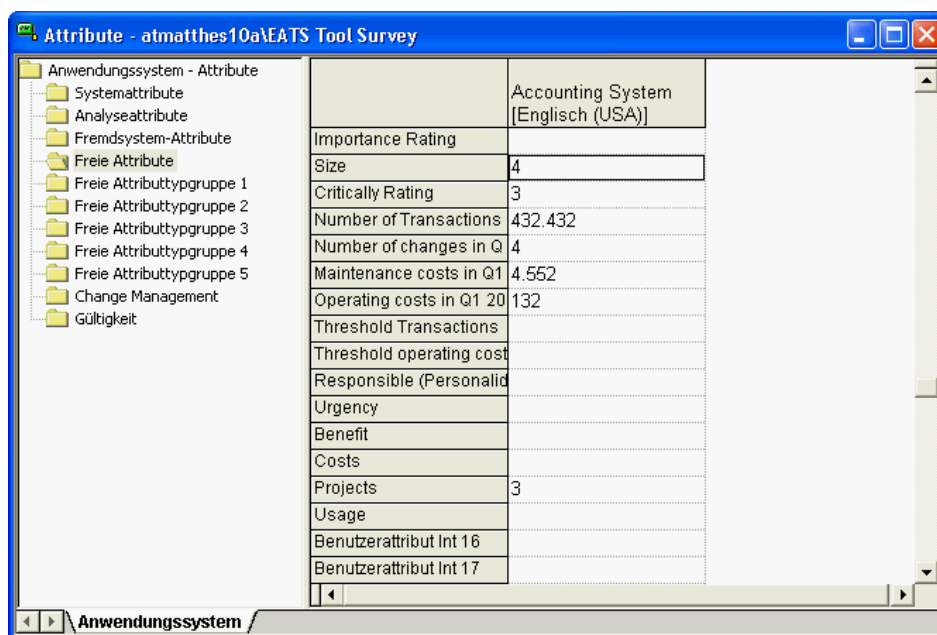 Attribute - atmatthes10a\EATS Tool Survey
Anwendungssystem - Attribute
Systemattribute
Analyseattribute
Fremdsystem-Attribute
Freie Attribute
Freie Attributtypgruppe 1
Freie Attributtypgruppe 2
Freie Attributtypgruppe 3
Freie Attributtypgruppe 4
Freie Attributtypgruppe 5
Change Management
Gültigkeit
Accounting System
[Englisch (USA)]
Importance Rating
Size 4
Critically Rating 3
Number of Transactions 432.432
Number of changes in Q 4
Maintenance costs in Q1 4.552
Operating costs in Q1 20 132
Threshold Transactions
Threshold operating cost
Responsible (Personalid
Urgency
Benefit
Costs
Projects 3
Usage
Benutzerattribut Int 16
Benutzerattribut Int 17
Anwendungssystem